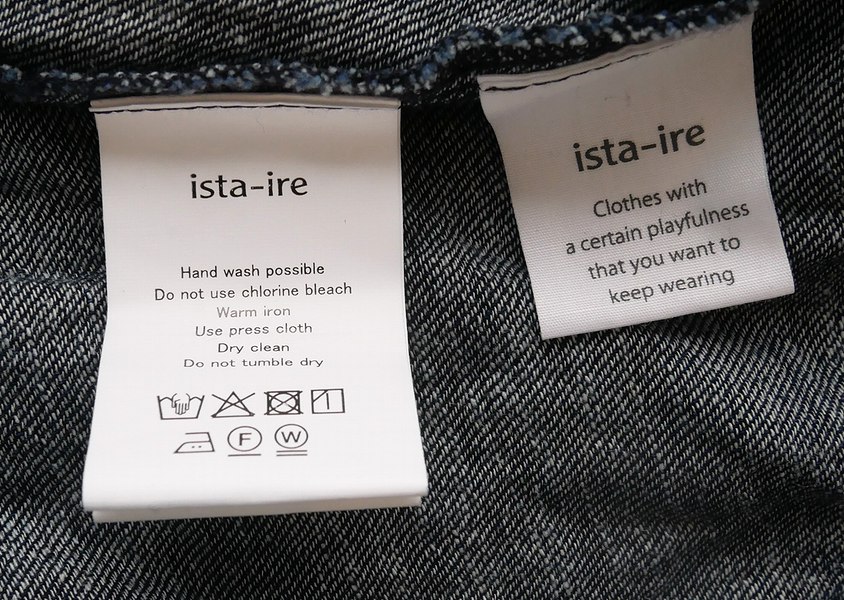 ista-ire
Hand wash possible
Do not use chlorine bleach
Warm iron
Use press cloth
Dry clean
Do not tumble dry
F W
ista-ire
Clothes with
a certain playfulness
that you want to
keep wearing